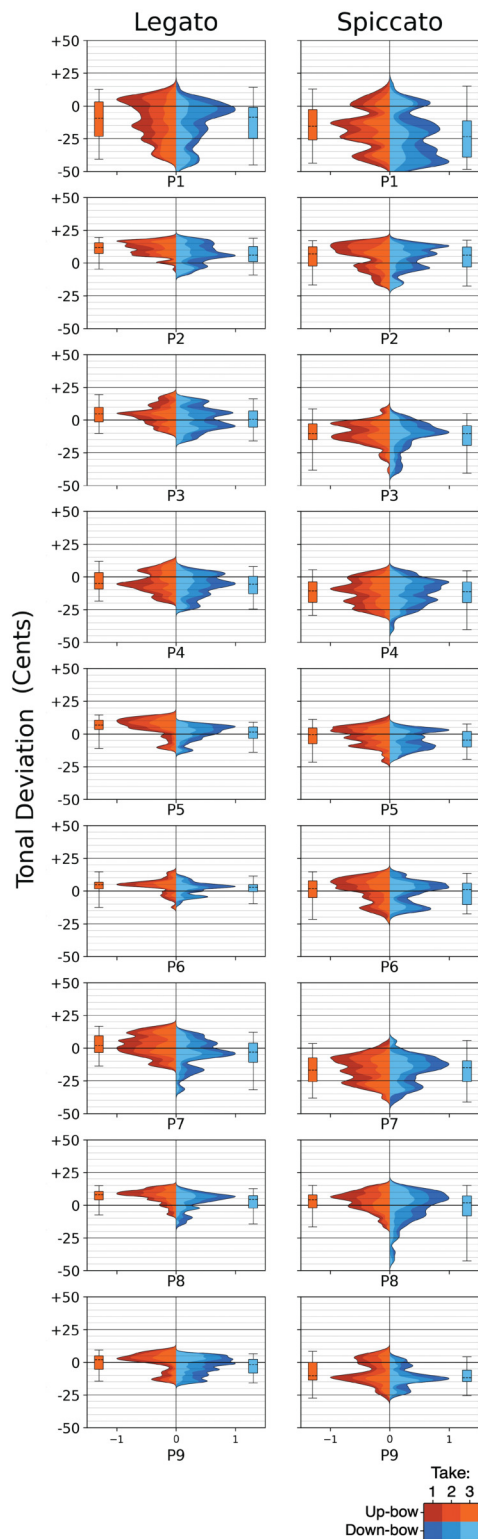 Legato Spiccato
+50
+25
0
-25
-50
P1 P1
+50
+25
0
-25
-50
P2 P2
+50
+25
0
-25
-50
P3 P3
+50
+25
0
-25
-50
P4 P4
Tonal Deviation (Cents)
+50
+25
0
-25
-50
P5 P5
+50
+25
0
-25
-50
P6 P6
+50
+25
0
-25
-50
P7 P7
+50
+25
0
-25
-50
P8 P8
+50
+25
0
-25
-50
−1 0 1 −1 0 1
P9 P9
Take:
1 2 3
Up-bow
Down-bow